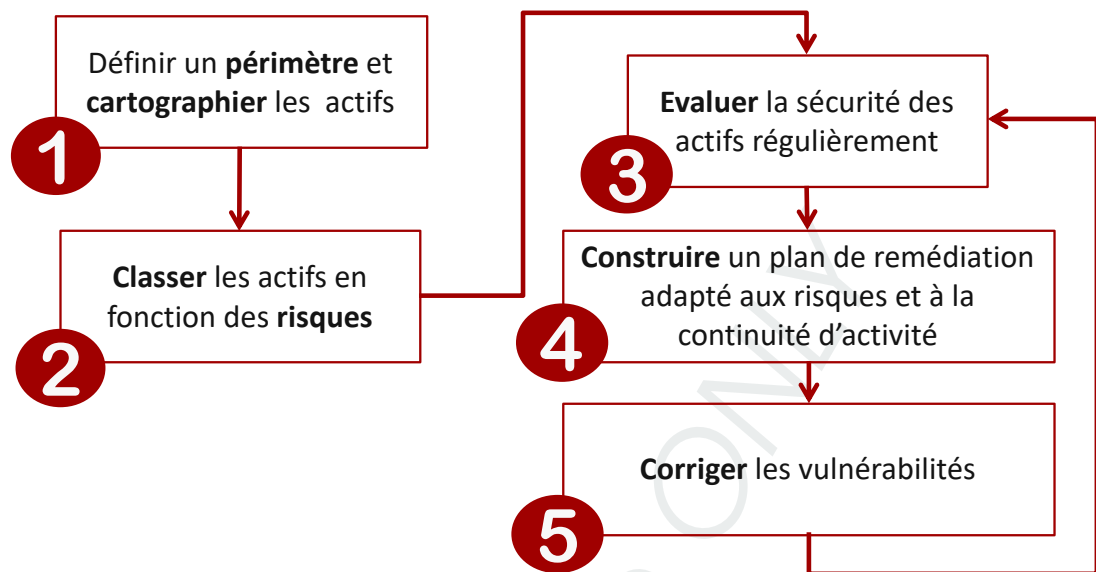 Définir un périmètre et
cartographier les actifs
1
Classer les actifs en
fonction des risques
2
Evaluer la sécurité des
actifs régulièrement
3
Construire un plan de remédiation
adapté aux risques et à la
continuité d'activité
4
Corriger les vulnérabilités
5
ONLY